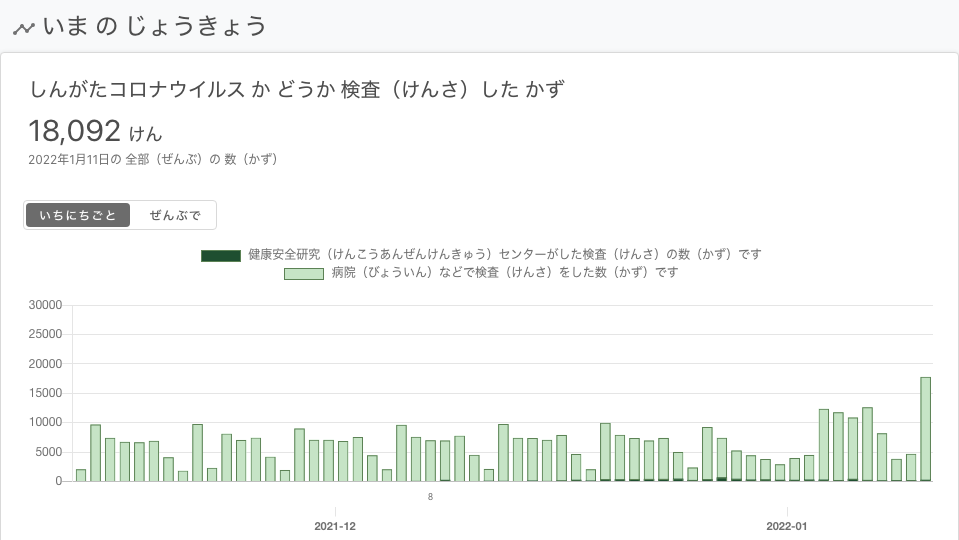 いま の じょうきょう
しんがたコロナウイルス か どうか 検査（けんさ）した かず
18,092 けん
2022年1月11日の 全部（ぜんぶ）の 数（かず）
いちにちごと ぜんぶで
健康安全研究（けんこうあんぜんけんきゅう）センターがした検査（けんさ）の数（かず）です
病院（びょういん）などで検査（けんさ）をした数（かず）です
30000
25000
20000
15000
10000
5000
0
8
2021-12 2022-01